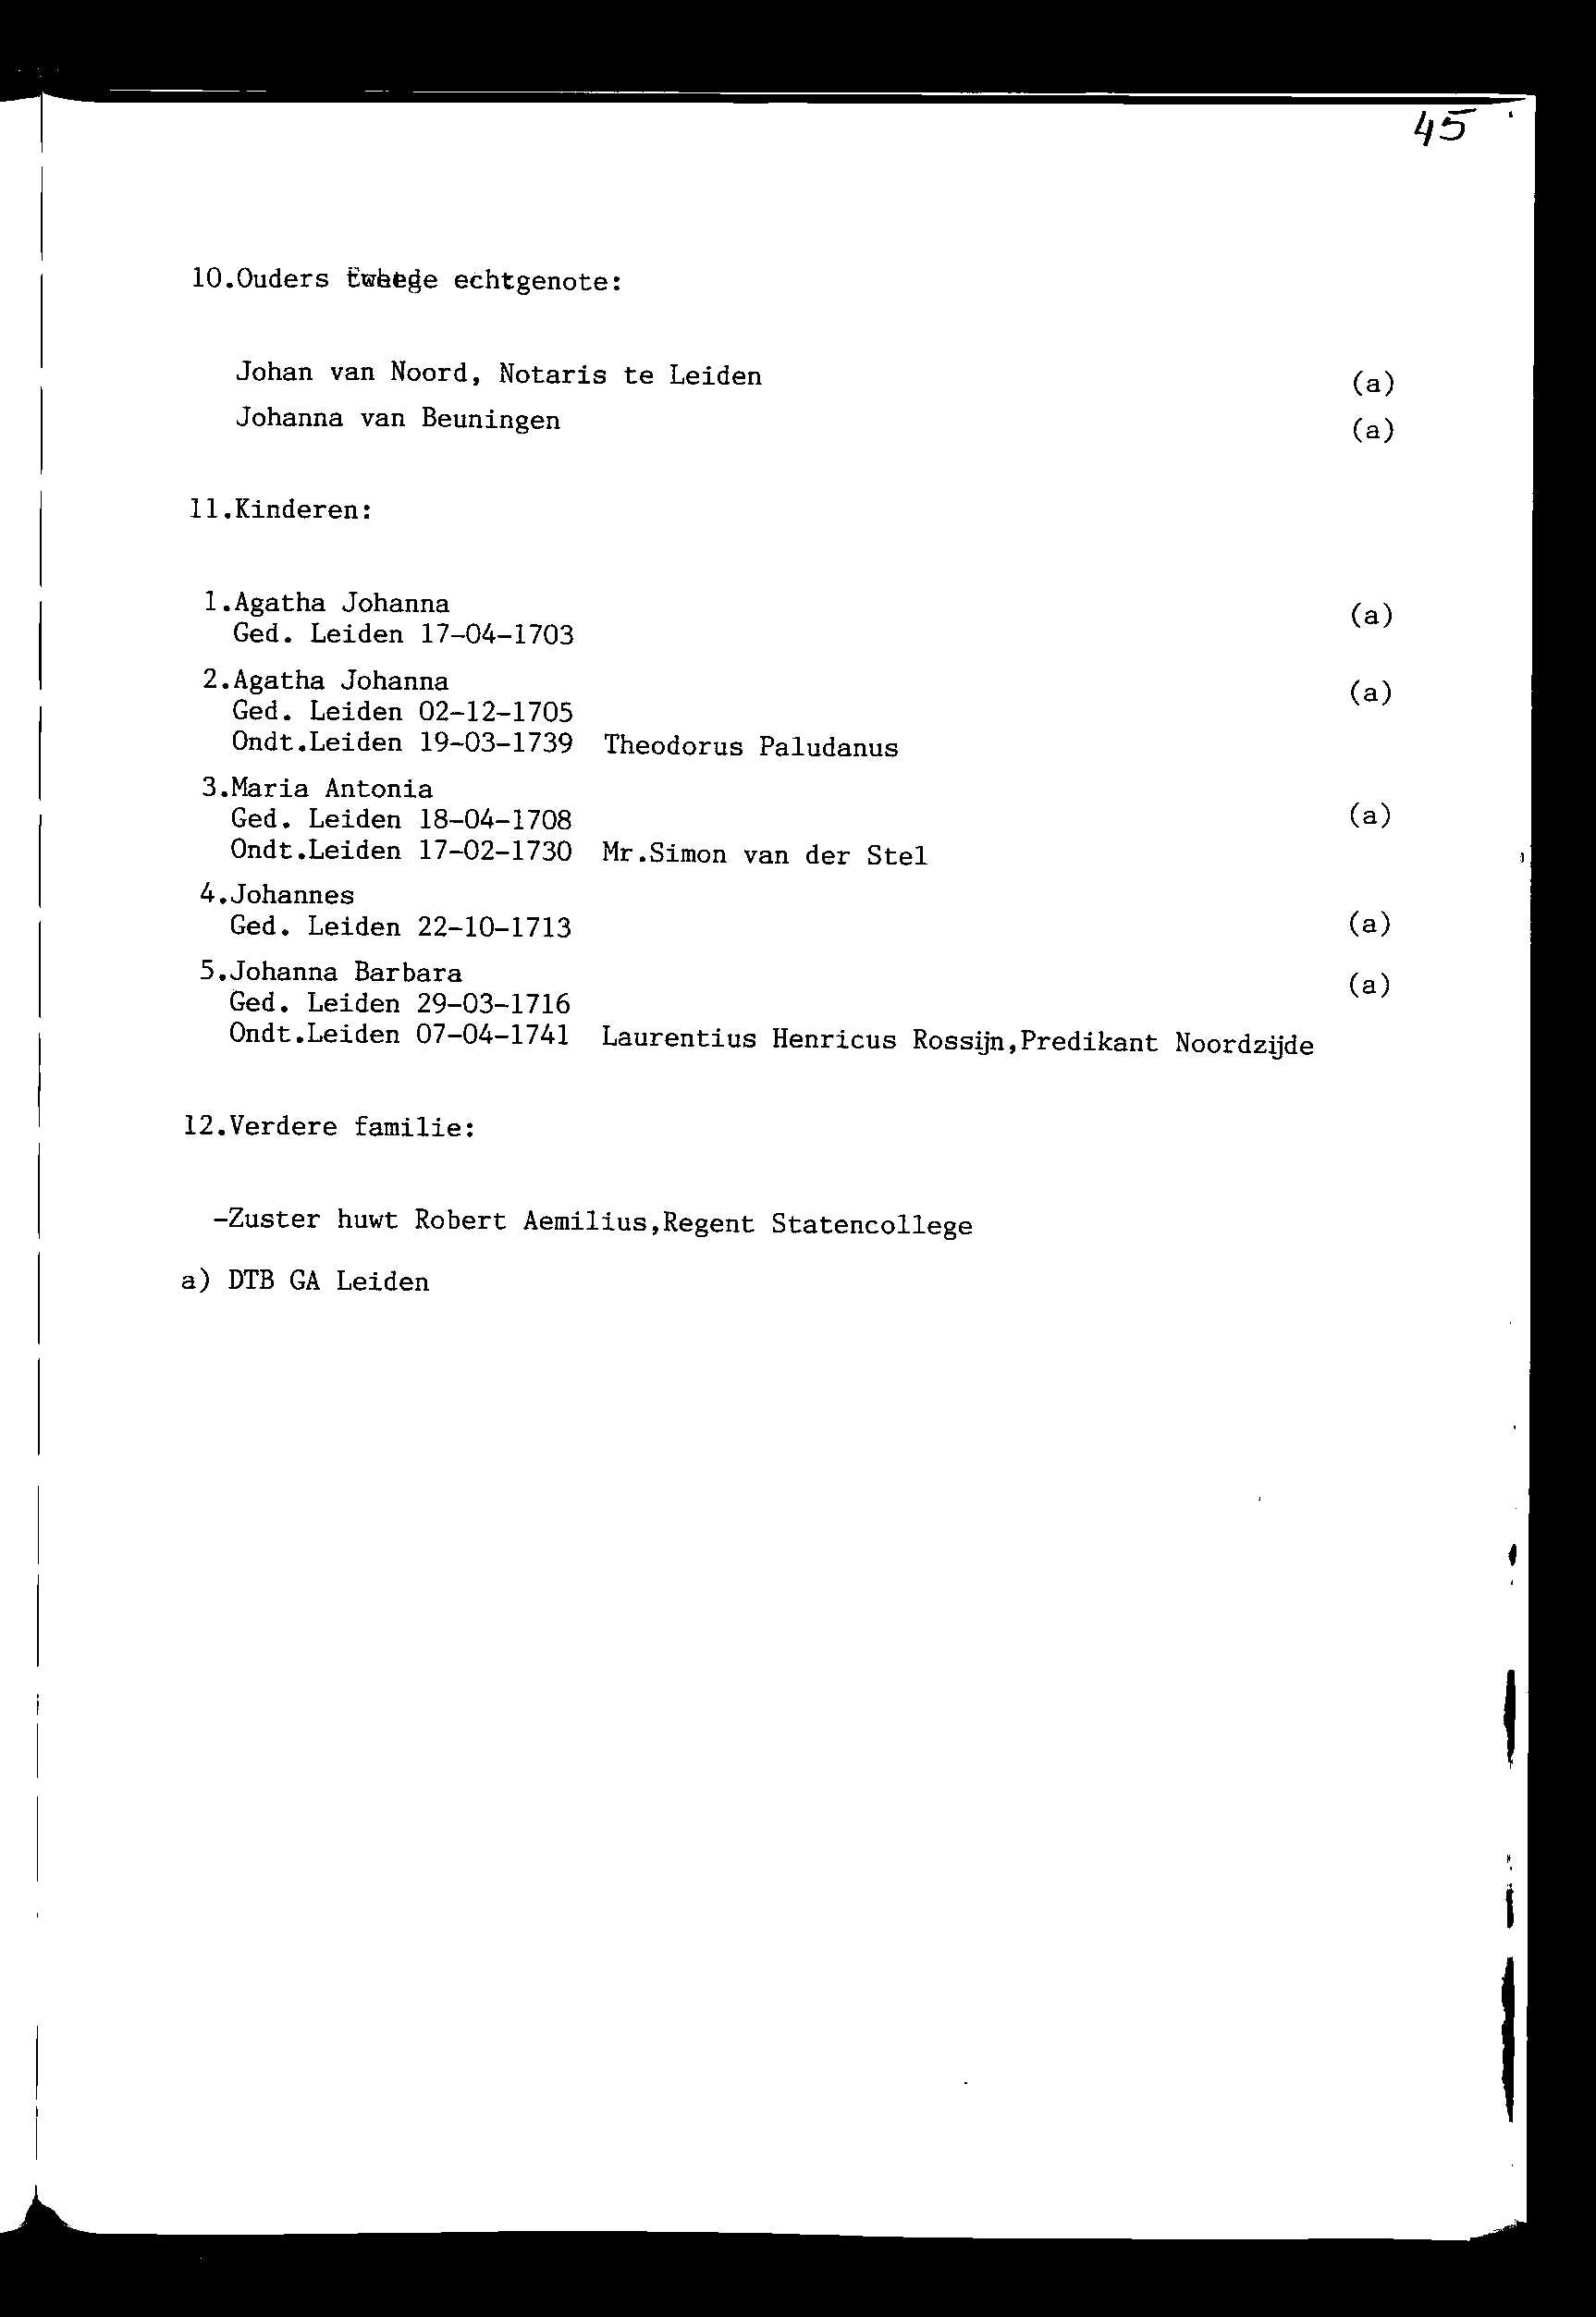 45
10.Ouders echtgenote:
Johan van Noord, Notaris te Leiden (a)
Johanna van Beuningen (a)
11.Kinderen:
1.Agatha Johanna (a)
Ged. Leiden 17-04-1703
2.Agatha Johanna (a)
Ged. Leiden 02-12-1705
Ondt.Leiden 19-03-1739 Theodorus Paludanus
3.Maria Antonia
Ged. Leiden 18-04-1708 (a)
Ondt.Leiden 17-02-1730 Mr.Simon van der Stel
4.Johannes
Ged. Leiden 22-10-1713 (a)
5.Johanna Barbara (a)
Ged. Leiden 29-03-1716
Ondt.Leiden 07-04-1741 Laurentius Henricus Rossijn,Predikant Noordzijde
12.Verdere familie:
-Zuster huwt Robert Aemilius,Regent Statencollege
a) DTB GA Leiden